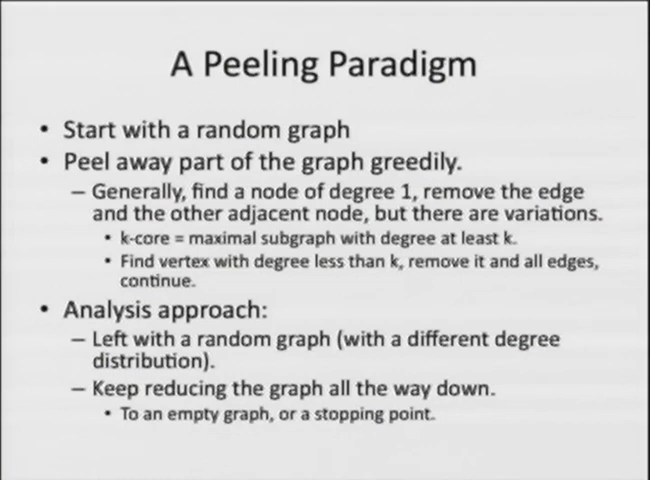 A Peeling Paradigm
• Start with a random graph
• Peel away part of the graph greedily.
– Generally, find a node of degree 1, remove the edge
and the other adjacent node, but there are variations.
• k-core = maximal subgraph with degree at least k.
• Find vertex with degree less than k, remove it and all edges,
continue.
• Analysis approach:
– Left with a random graph (with a different degree
distribution).
– Keep reducing the graph all the way down.
• To an empty graph, or a stopping point.